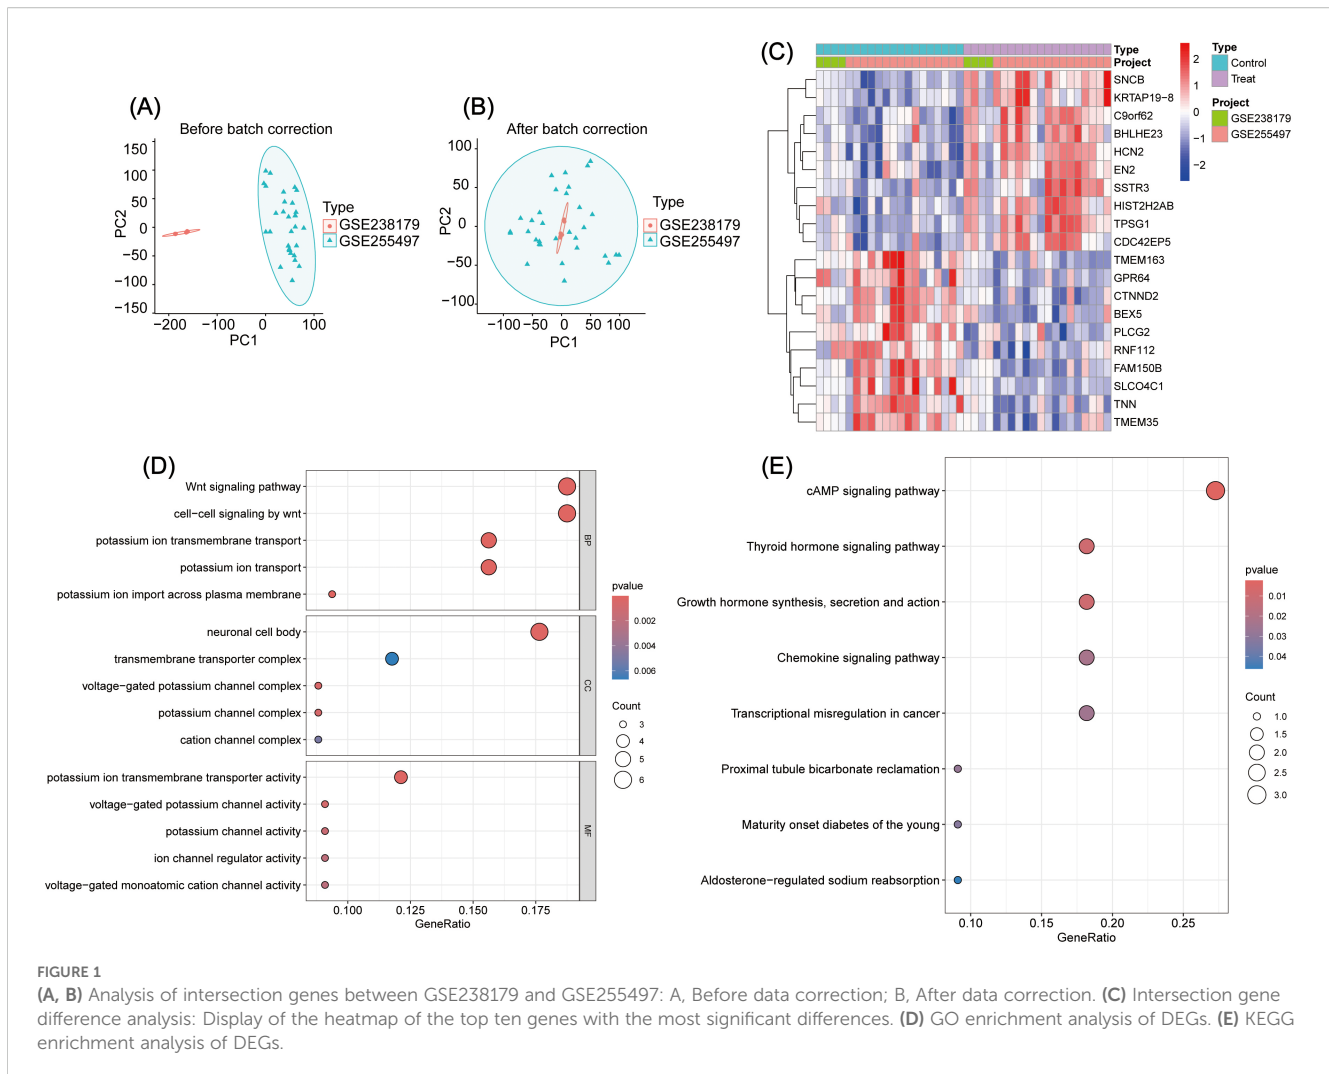 (A)
Before batch correction
150
100
50
0
−50
−100
−150
PC2
−200
−100
0
100
PC1
Type
GSE238179
GSE255497
(B)
After batch correction
100
50
0
−50
−100
PC2
−100
−50
0
50
100
PC1
Type
GSE238179
GSE255497
(C)
Type
Project
SNCB
KRTAP19−8
C9orf62
BHLHE23
HCN2
EN2
SSTR3
HIST2H2AB
TPSG1
CDC42EP5
TMEM163
GPR64
CTNND2
BEX5
PLCG2
RNF112
FAM150B
SLCO4C1
TNN
TMEM35
2
1
0
−1
−2
Type
Control
Treat
Project
GSE238179
GSE255497
(D)
Wnt signaling pathway
cell−cell signaling by wnt
potassium ion transmembrane transport
potassium ion transport
potassium ion import across plasma membrane
BP
neuronal cell body
transmembrane transporter complex
voltage−gated potassium channel complex
potassium channel complex
cation channel complex
CC
potassium ion transmembrane transporter activity
voltage−gated potassium channel activity
potassium channel activity
ion channel regulator activity
voltage−gated monoatomic cation channel activity
MF
0.100
0.125
0.150
0.175
GeneRatio
pvalue
0.002
0.004
0.006
Count
3
4
5
6
(E)
cAMP signaling pathway
Thyroid hormone signaling pathway
Growth hormone synthesis, secretion and action
Chemokine signaling pathway
Transcriptional misregulation in cancer
Proximal tubule bicarbonate reclamation
Maturity onset diabetes of the young
Aldosterone−regulated sodium reabsorption
0.10
0.15
0.20
0.25
GeneRatio
pvalue
0.01
0.02
0.03
0.04
Count
1.0
1.5
2.0
2.5
3.0
FIGURE 1
(A, B) Analysis of intersection genes between GSE238179 and GSE255497: A, Before data correction; B, After data correction. (C) Intersection gene
difference analysis: Display of the heatmap of the top ten genes with the most significant differences. (D) GO enrichment analysis of DEGs. (E) KEGG
enrichment analysis of DEGs.